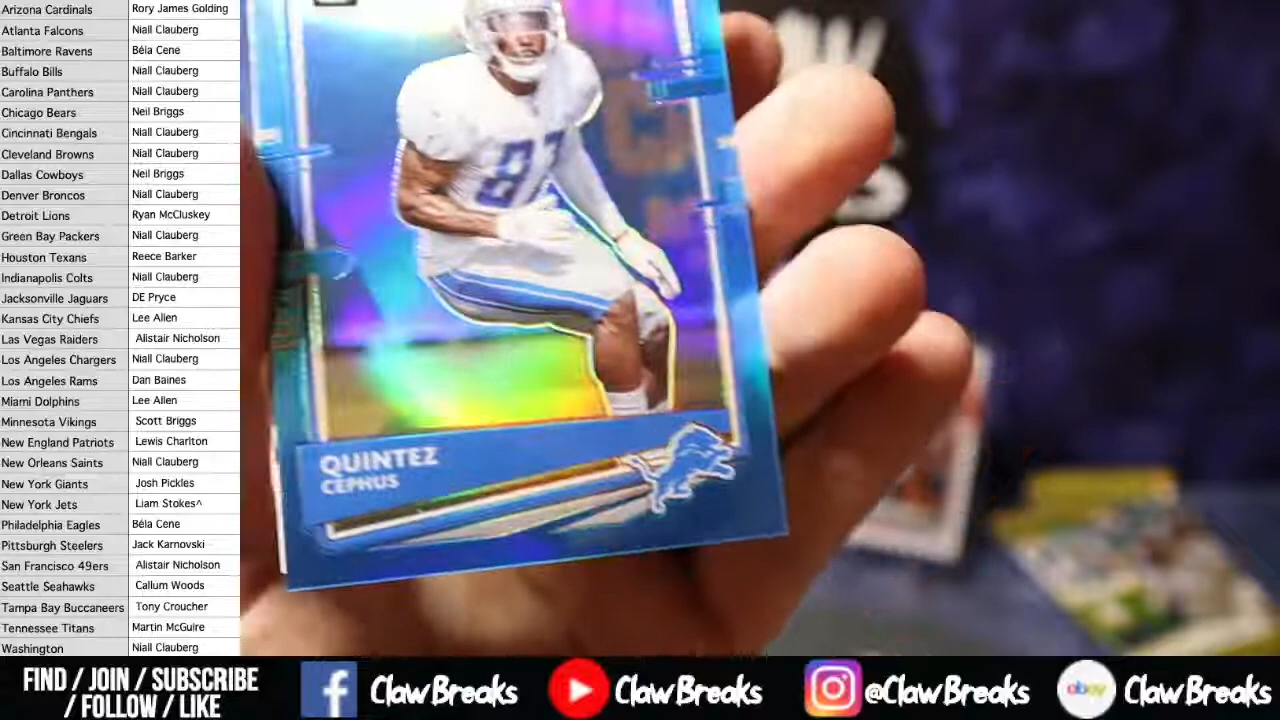 Arizona Cardinals Rory James Golding
Atlanta Falcons Niall Clauberg
Baltimore Ravens Béla Cene
Buffalo Bills Niall Clauberg
Carolina Panthers Niall Clauberg
Chicago Bears Neil Briggs
Cincinnati Bengals Niall Clauberg
Cleveland Browns Niall Clauberg
Dallas Cowboys Neil Briggs
Denver Broncos Niall Clauberg
Detroit Lions Ryan McCluskey
Green Bay Packers Niall Clauberg
Houston Texans Reece Barker
Indianapolis Colts Niall Clauberg
Jacksonville Jaguars DE Pryce
Kansas City Chiefs Lee Allen
Las Vegas Raiders Alistair Nicholson
Los Angeles Chargers Niall Clauberg
Los Angeles Rams Dan Baines
Miami Dolphins Lee Allen
Minnesota Vikings Scott Briggs
New England Patriots Lewis Charlton
New Orleans Saints Niall Clauberg
New York Giants Josh Pickles
New York Jets Liam Stokes^
Philadelphia Eagles Béla Cene
Pittsburgh Steelers Jack Karnovski
San Francisco 49ers Alistair Nicholson
Seattle Seahawks Callum Woods
Tampa Bay Buccaneers Tony Croucher
Tennessee Titans Martin McGuire
Washington Niall Clauberg
87
QUINTEZ
CEPHUS
FIND / JOIN / SUBSCRIBE
/ FOLLOW / LIKE
f ClawBreaks
ClawBreaks
@ClawBreaks
ebay ClawBreaks